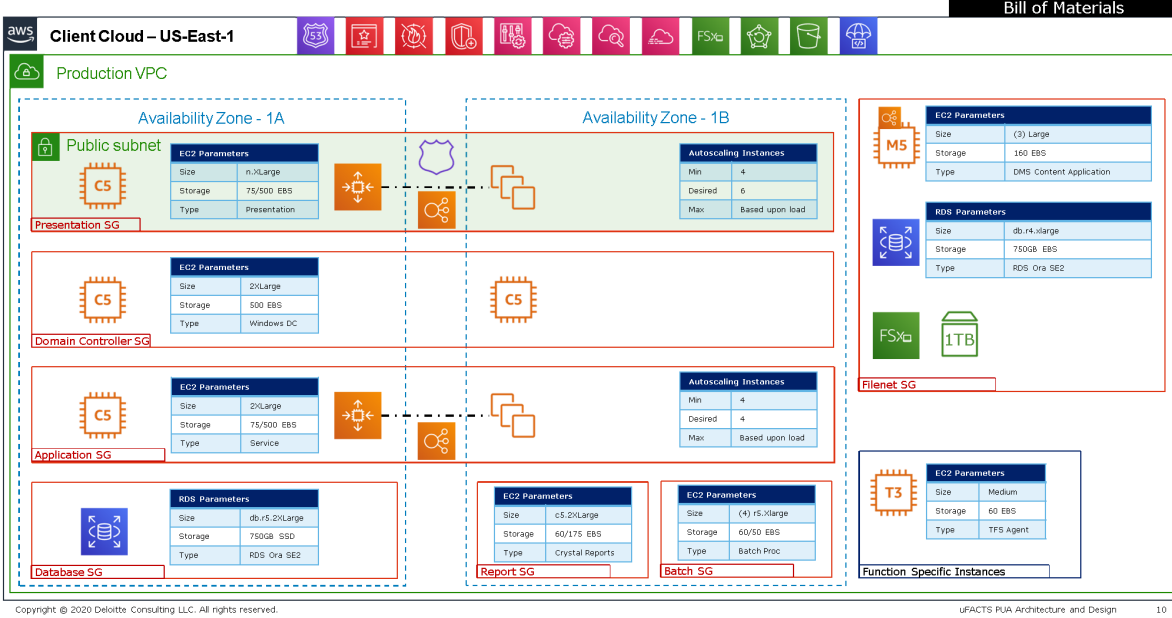 Bill of Materials
aws
Client Cloud – US-East-1
53
FSx
Production VPC
Availability Zone - 1A
Availability Zone - 1B
Public subnet
C5
EC2 Parameters
Size n.XLarge
Storage 75/500 EBS
Type Presentation
Autoscaling Instances
Min 4
Desired 6
Max Based upon load
Presentation SG
C5
EC2 Parameters
Size 2XLarge
Storage 500 EBS
Type Windows DC
C5
Domain Controller SG
C5
EC2 Parameters
Size 2XLarge
Storage 75/500 EBS
Type Service
Autoscaling Instances
Min 4
Desired 4
Max Based upon load
Application SG
RDS Parameters
Size db.r5.2XLarge
Storage 750GB SSD
Type RDS Ora SE2
Database SG
EC2 Parameters
Size c5.2XLarge
Storage 60/175 EBS
Type Crystal Reports
Report SG
EC2 Parameters
Size (4) r5.Xlarge
Storage 60/50 EBS
Type Batch Proc
Batch SG
M5
EC2 Parameters
Size (3) Large
Storage 160 EBS
Type DMS Content Application
RDS Parameters
Size db.r4.xlarge
Storage 750GB EBS
Type RDS Ora SE2
FSx
1TB
Filenet SG
T3
EC2 Parameters
Size Medium
Storage 60 EBS
Type TFS Agent
Function Specific Instances
Copyright © 2020 Deloitte Consulting LLC. All rights reserved.
uFACTS PUA Architecture and Design 10